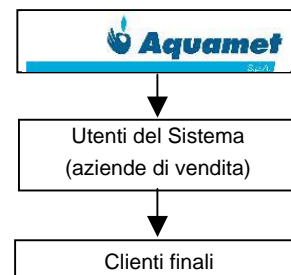 Aquamet
S.p.A.
Utenti del Sistema
(aziende di vendita)
Clienti finali